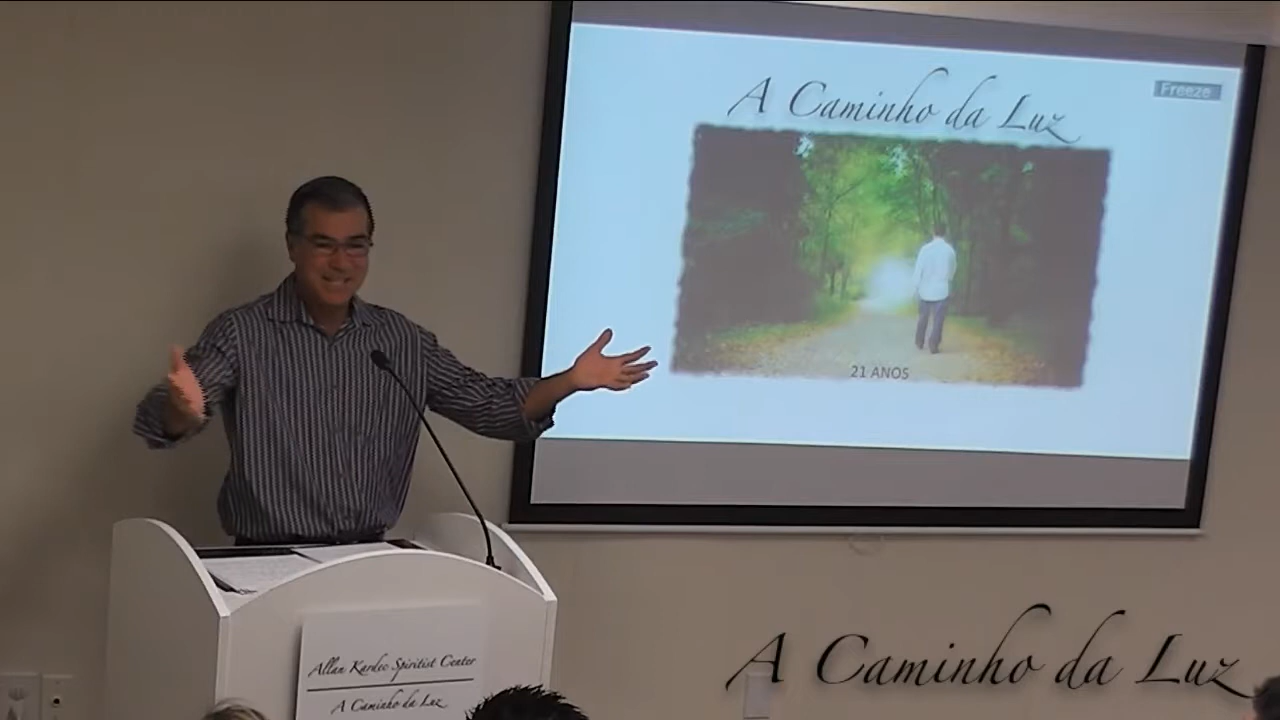 A Caminho da Luz
Freeze
21 ANOS
Allan Kardec Spiritist Center
A Caminho da Luz
A Caminho da Luz